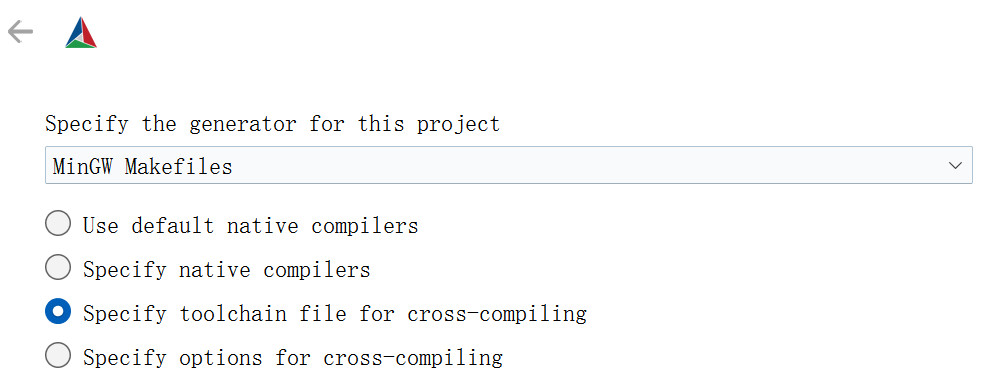 Specify the generator for this project
MinGW Makefiles
Use default native compilers
Specify native compilers
Specify toolchain file for cross-compiling
Specify options for cross-compiling